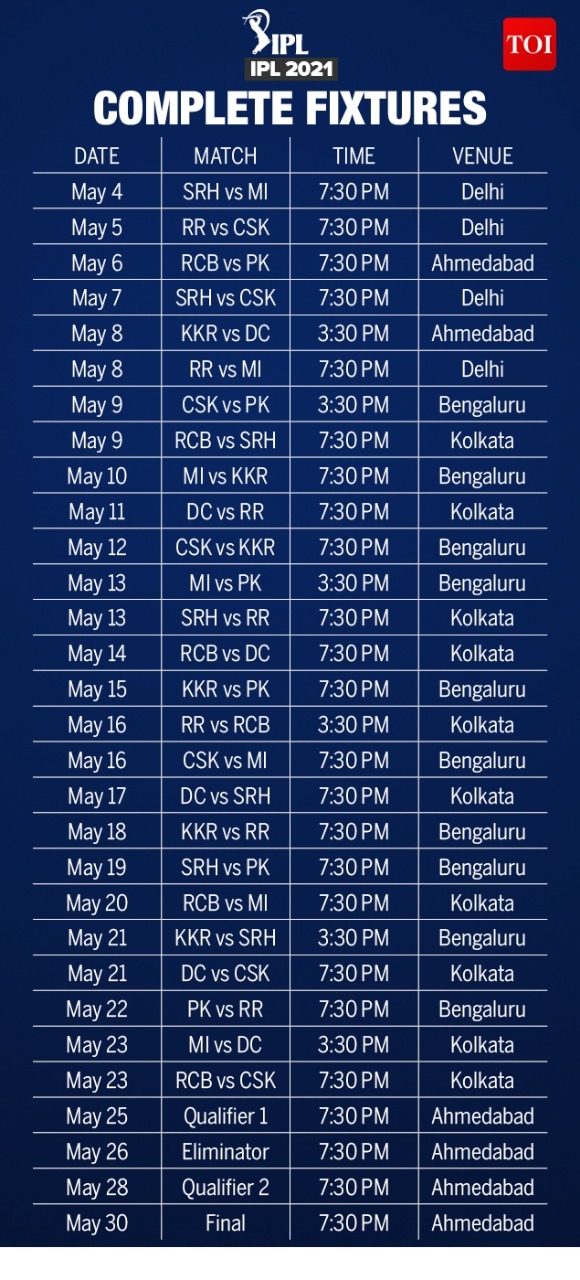 IPL
TOI
IPL 2021
COMPLETE FIXTURES
DATE MATCH TIME VENUE
May 4 SRH vs MI 7:30 PM Delhi
May 5 RR vs CSK 7:30 PM Delhi
May 6 RCB vs PK 7:30 PM Ahmedabad
May 7 SRH vs CSK 7:30 PM Delhi
May 8 KKR vs DC 3:30 PM Ahmedabad
May 8 RR vs MI 7:30 PM Delhi
May 9 CSK vs PK 3:30 PM Bengaluru
May 9 RCB vs SRH 7:30 PM Kolkata
May 10 MI vs KKR 7:30 PM Bengaluru
May 11 DC vs RR 7:30 PM Kolkata
May 12 CSK vs KKR 7:30 PM Bengaluru
May 13 MI vs PK 3:30 PM Bengaluru
May 13 SRH vs RR 7:30 PM Kolkata
May 14 RCB vs DC 7:30 PM Kolkata
May 15 KKR vs PK 7:30 PM Bengaluru
May 16 RR vs RCB 3:30 PM Kolkata
May 16 CSK vs MI 7:30 PM Bengaluru
May 17 DC vs SRH 7:30 PM Kolkata
May 18 KKR vs RR 7:30 PM Bengaluru
May 19 SRH vs PK 7:30 PM Bengaluru
May 20 RCB vs MI 7:30 PM Kolkata
May 21 KKR vs SRH 3:30 PM Bengaluru
May 21 DC vs CSK 7:30 PM Kolkata
May 22 PK vs RR 7:30 PM Bengaluru
May 23 MI vs DC 3:30 PM Kolkata
May 23 RCB vs CSK 7:30 PM Kolkata
May 25 Qualifier 1 7:30 PM Ahmedabad
May 26 Eliminator 7:30 PM Ahmedabad
May 28 Qualifier 2 7:30 PM Ahmedabad
May 30 Final 7:30 PM Ahmedabad